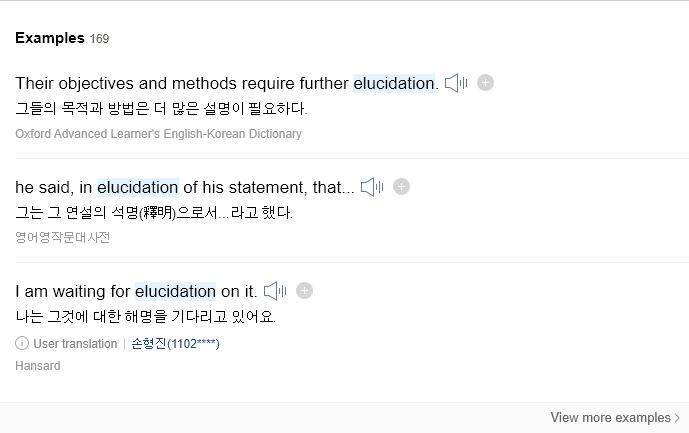 Examples 169
Their objectives and methods require further elucidation.
그들의 목적과 방법은 더 많은 설명이 필요하다.
Oxford Advanced Learner's English-Korean Dictionary
he said, in elucidation of his statement, that...
그는 그 연설의 석명(釋明)으로서...라고 했다.
영어영작문대사전
I am waiting for elucidation on it.
나는 그것에 대한 해명을 기다리고 있어요.
User translation | 손형진(1102****)
Hansard
View more examples